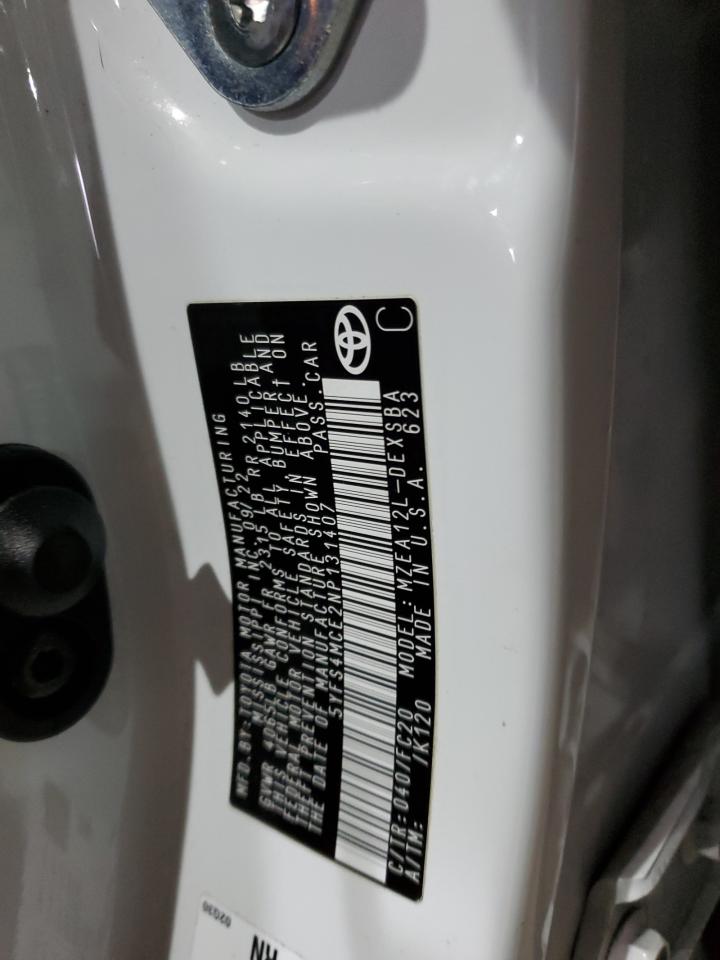 MFD.BY:TOYOTA MOTOR MANUFACTURING
MISSISSIPPI, INC. 09/22
GVWR 4063LB GAWR FR 2315 LB RR 2140 LB
THIS VEHICLE CONFORMS TO ALL APPLICABLE
FEDERAL MOTOR VEHICLE SAFETY, BUMPER, AND
THEFT PREVENTION STANDARDS IN EFFECT ON
THE DATE OF MANUFACTURE SHOWN ABOVE.
5YFS4MCE2NP131407 PASS.CAR
C/TR:040/FC20 MODEL:MZEA12L-DEXSBA
A/TM: /K120 MADE IN U.S.A. 623
C
02Q30